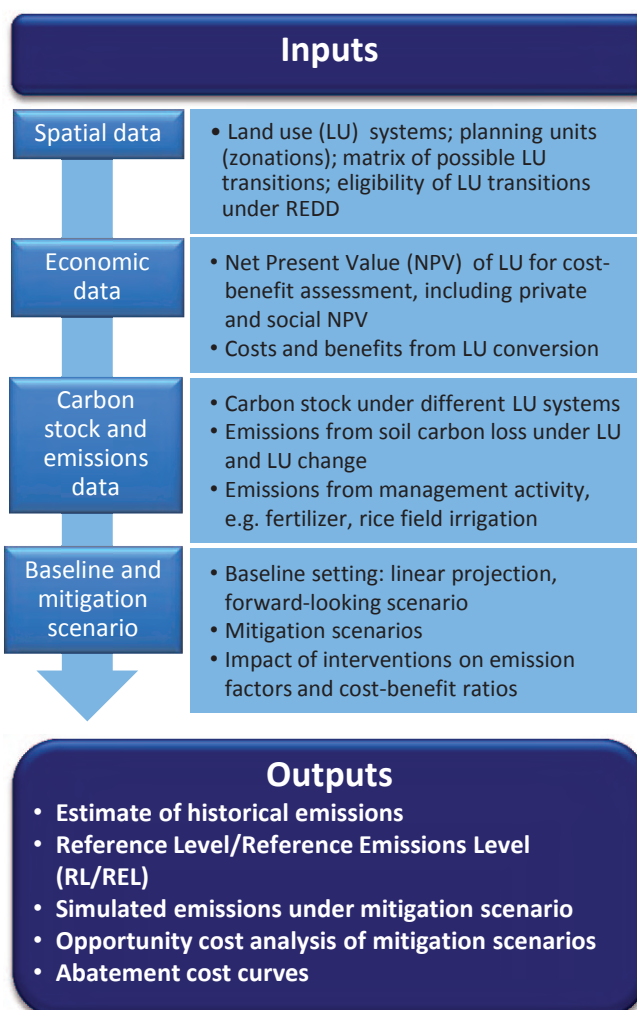 Inputs
Spatial data
• Land use (LU) systems; planning units
(zonations); matrix of possible LU
transitions; eligibility of LU transitions
under REDD
Economic
data
• Net Present Value (NPV) of LU for cost-
benefit assessment, including private
and social NPV
• Costs and benefits from LU conversion
Carbon
stock and
emissions
data
• Carbon stock under different LU systems
• Emissions from soil carbon loss under LU
and LU change
• Emissions from management activity,
e.g. fertilizer, rice field irrigation
Baseline and
mitigation
scenario
• Baseline setting: linear projection,
forward-looking scenario
• Mitigation scenarios
• Impact of interventions on emission
factors and cost-benefit ratios
Outputs
• Estimate of historical emissions
• Reference Level/Reference Emissions Level
(RL/REL)
• Simulated emissions under mitigation scenario
• Opportunity cost analysis of mitigation scenarios
• Abatement cost curves